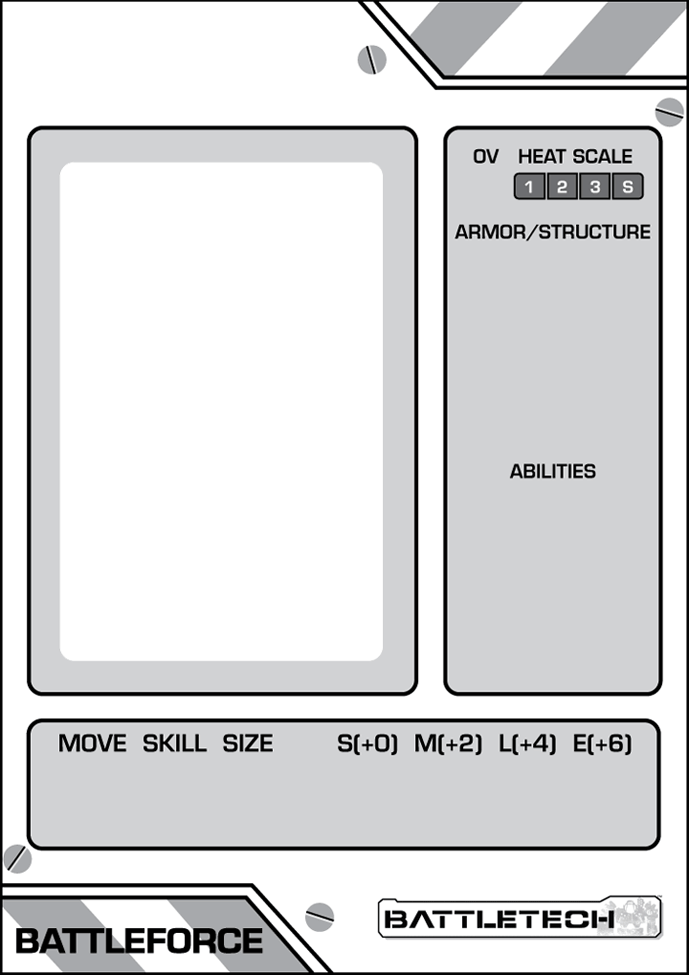 OV HEAT SCALE
1 2 3 S
ARMOR/STRUCTURE
ABILITIES
MOVE SKILL SIZE S(+0) M(+2) L(+4) E(+6)
BATTLEFORCE
BATTLETECH